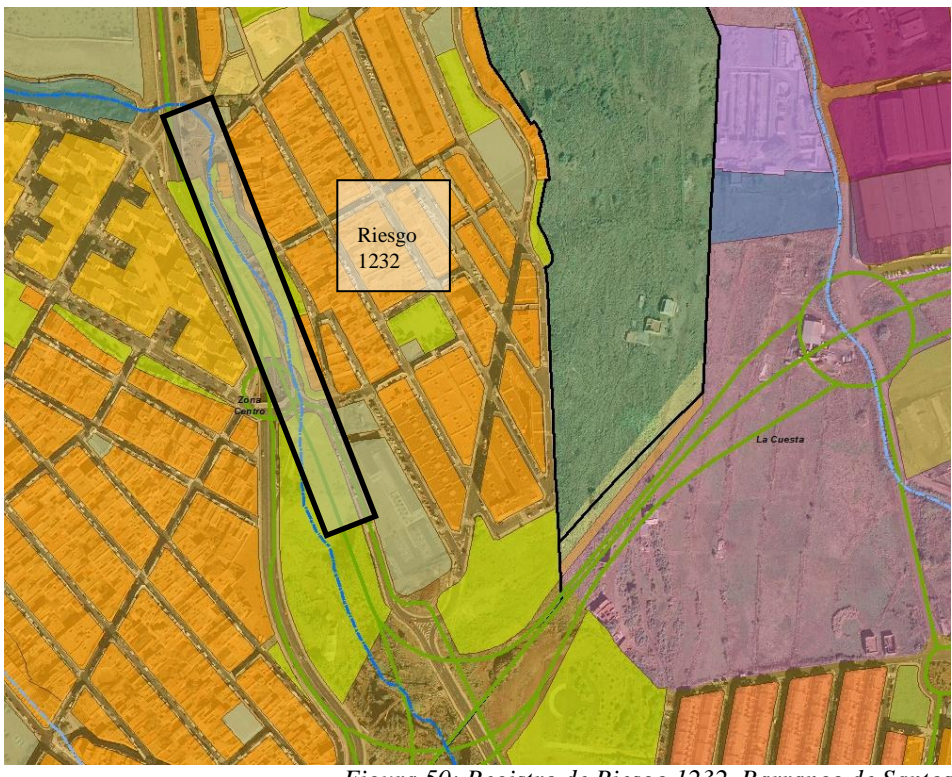 Riesgo
1232
Zona
Centro
La Cuesta
Figura 50: Registro de Riesgo 1232. Barranco de Santos